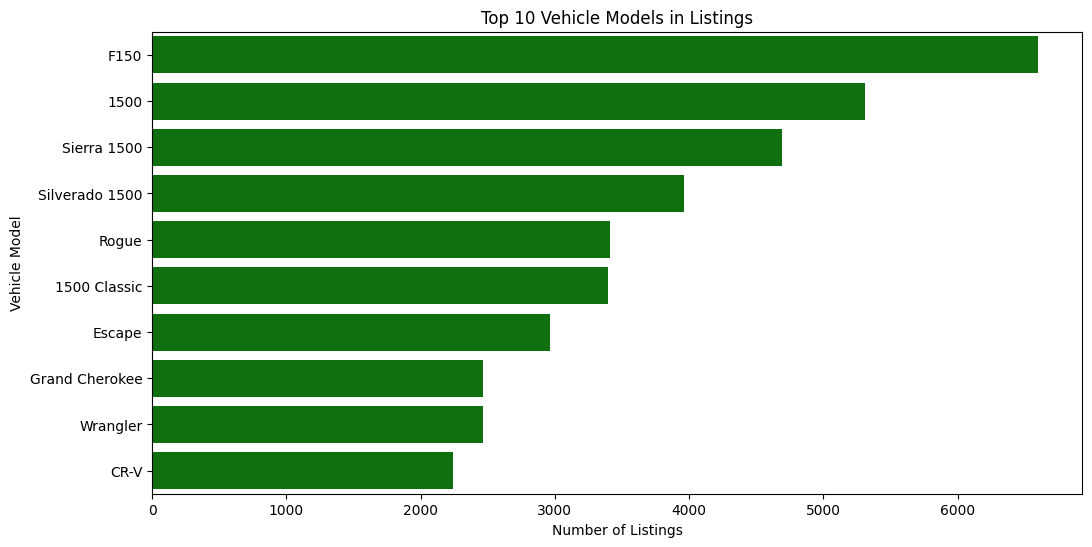 Top 10 Vehicle Models in Listings
Vehicle Model
F150
1500
Sierra 1500
Silverado 1500
Rogue
1500 Classic
Escape
Grand Cherokee
Wrangler
CR-V
0 1000 2000 3000 4000 5000 6000
Number of Listings